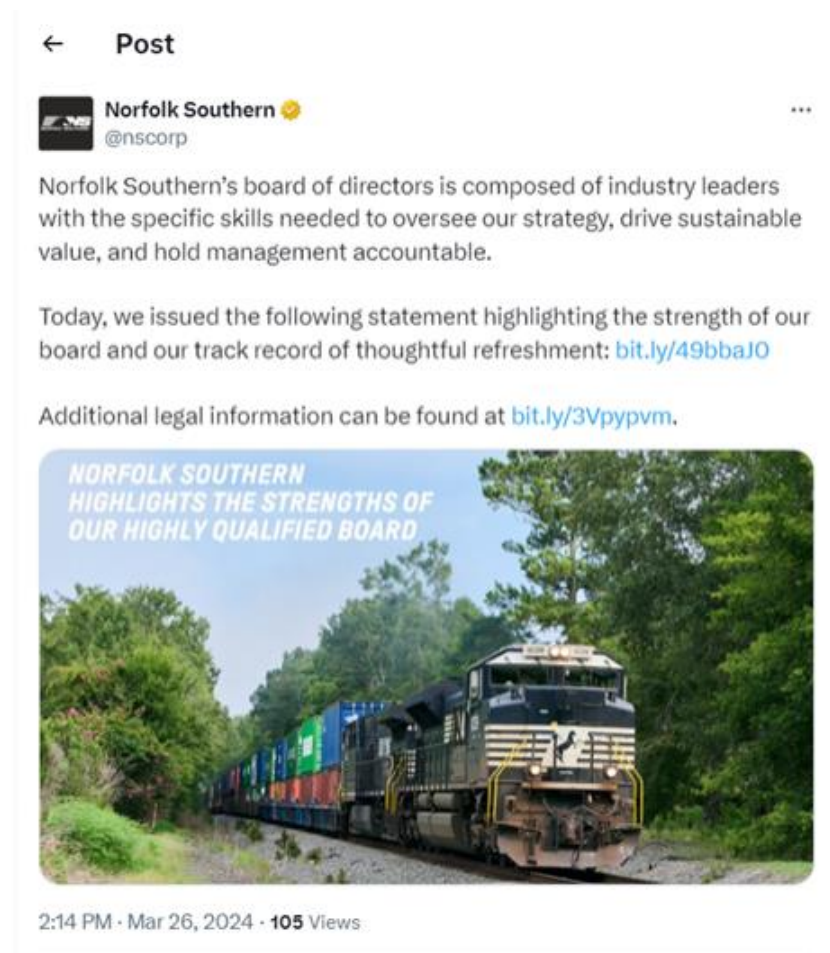 ← Post
Norfolk Southern
@nscorp
Norfolk Southern's board of directors is composed of industry leaders
with the specific skills needed to oversee our strategy, drive sustainable
value, and hold management accountable.
Today, we issued the following statement highlighting the strength of our
board and our track record of thoughtful refreshment: bit.ly/49bbaJ0
Additional legal information can be found at bit.ly/3Vpypvm.
NORFOLK SOUTHERN
HIGHLIGHTS THE STRENGTHS OF
OUR HIGHLY QUALIFIED BOARD
2:14 PM · Mar 26, 2024 · 105 Views